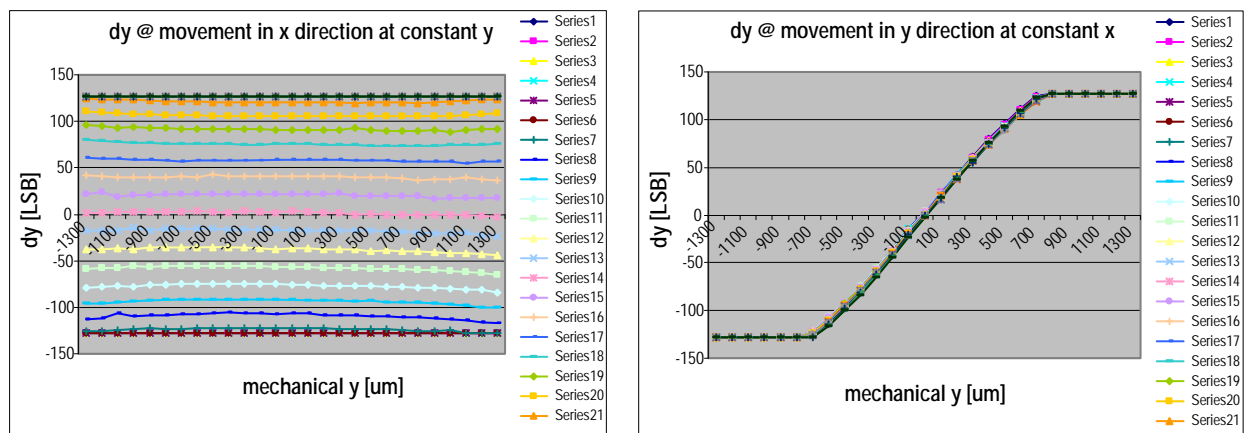 dy @ movement in x direction at constant y
150
100
50
0
-50
-100
-150
-1300
-1100
-900
-700
-500
-300
-100
100
300
500
700
900
1100
1300
dy [LSB]
mechanical y [um]
Series1
Series2
Series3
Series4
Series5
Series6
Series7
Series8
Series9
Series10
Series11
Series12
Series13
Series14
Series15
Series16
Series17
Series18
Series19
Series20
Series21
dy @ movement in y direction at constant x
150
100
50
0
-50
-100
-150
-1300
-1100
-900
-700
-500
-300
-100
100
300
500
700
900
1100
1300
dy [LSB]
mechanical y [um]
Series1
Series2
Series3
Series4
Series5
Series6
Series7
Series8
Series9
Series10
Series11
Series12
Series13
Series14
Series15
Series16
Series17
Series18
Series19
Series20
Series21